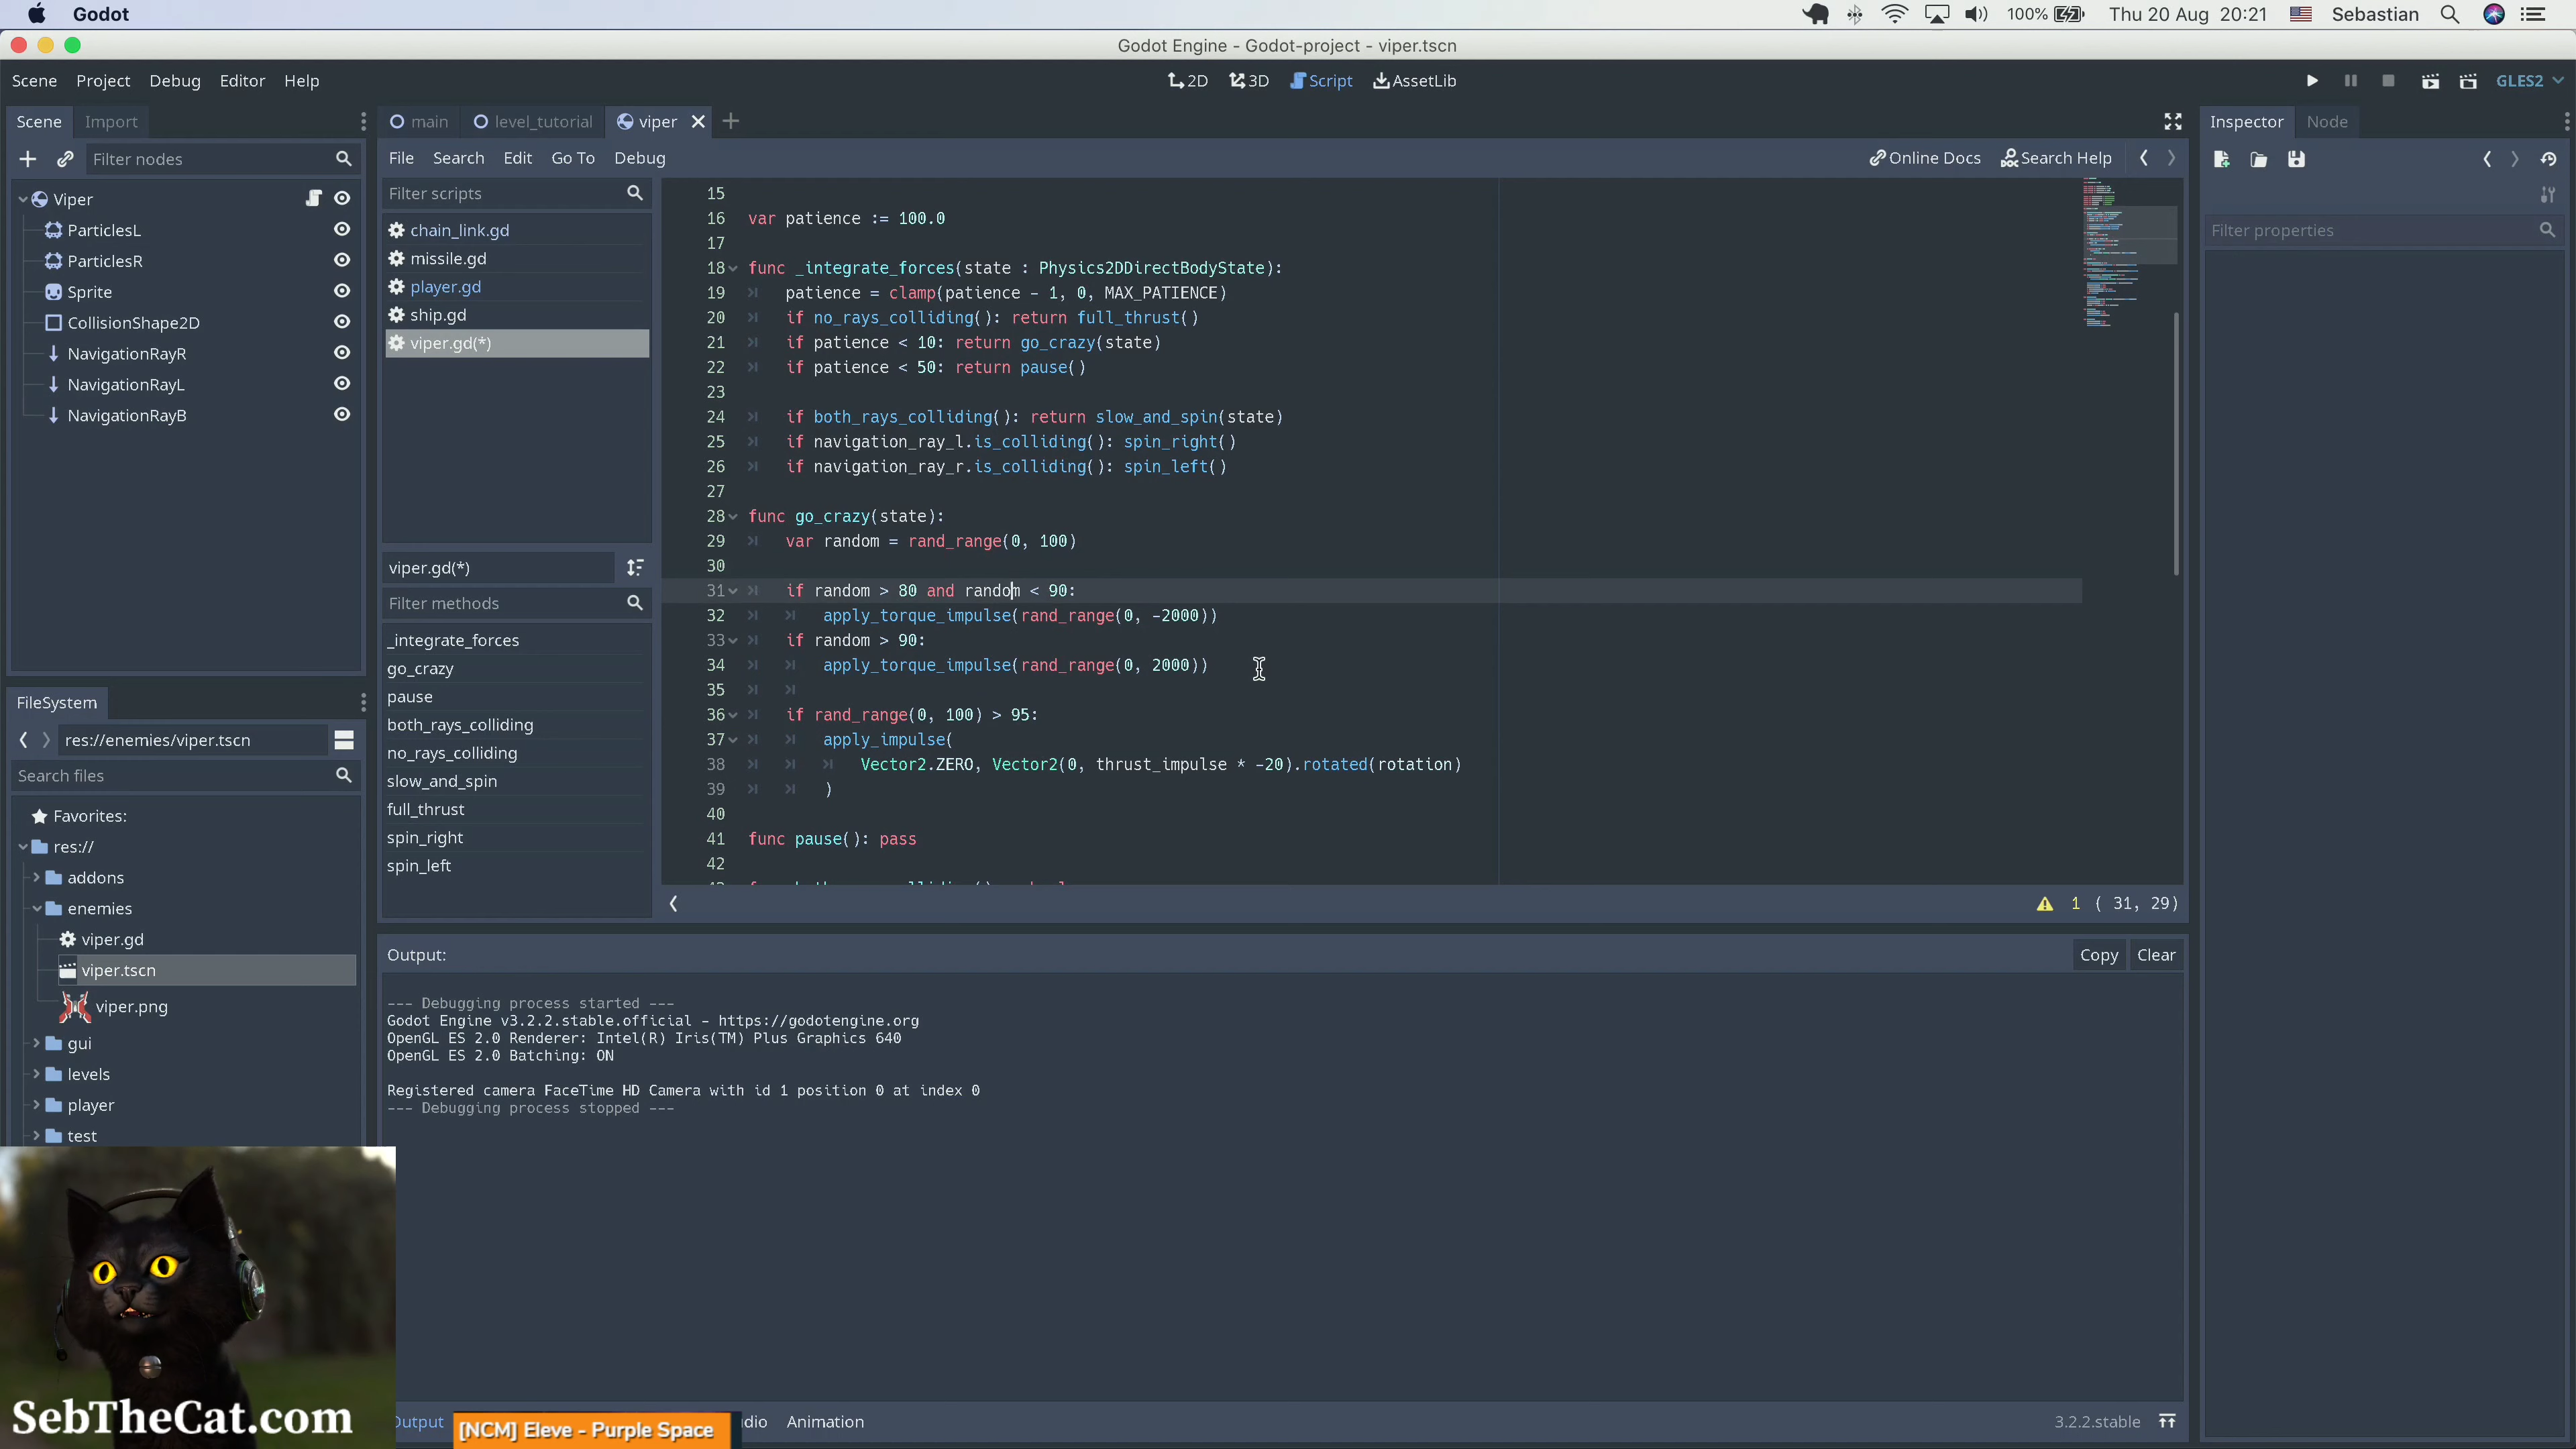 Godot
100%
Thu 20 Aug 20:21
Sebastian
Godot Engine - Godot-project - viper.tscn
Scene Project Debug Editor Help
2D 3D Script AssetLib
GLES2
Scene Import
main level_tutorial viper
Inspector Node
Filter nodes
File Search Edit Go To Debug
Online Docs Search Help
Viper
ParticlesL
ParticlesR
Sprite
CollisionShape2D
NavigationRayR
NavigationRayL
NavigationRayB
Filter scripts
chain_link.gd
missile.gd
player.gd
ship.gd
viper.gd(*)
viper.gd(*)
Filter methods
_integrate_forces
go_crazy
pause
both_rays_colliding
no_rays_colliding
slow_and_spin
full_thrust
spin_right
spin_left
15
16 var patience := 100.0
17
18 func _integrate_forces(state : Physics2DDirectBodyState):
19 patience = clamp(patience - 1, 0, MAX_PATIENCE)
20 if no_rays_colliding(): return full_thrust()
21 if patience < 10: return go_crazy(state)
22 if patience < 50: return pause()
23
24 if both_rays_colliding(): return slow_and_spin(state)
25 if navigation_ray_l.is_colliding(): spin_right()
26 if navigation_ray_r.is_colliding(): spin_left()
27
28 func go_crazy(state):
29 var random = rand_range(0, 100)
30
31 if random > 80 and random < 90:
32 apply_torque_impulse(rand_range(0, -2000))
33 if random > 90:
34 apply_torque_impulse(rand_range(0, 2000))
35
36 if rand_range(0, 100) > 95:
37 apply_impulse(
38 Vector2.ZERO, Vector2(0, thrust_impulse * -20).rotated(rotation)
39 )
40
41 func pause(): pass
42
1 ( 31, 29)
Filter properties
FileSystem
res://enemies/viper.tscn
Search files
Favorites:
res://
addons
enemies
viper.gd
viper.tscn
viper.png
gui
levels
player
test
Output:
Copy Clear
--- Debugging process started ---
Godot Engine v3.2.2.stable.official - https://godotengine.org
OpenGL ES 2.0 Renderer: Intel(R) Iris(TM) Plus Graphics 640
OpenGL ES 2.0 Batching: ON
Registered camera FaceTime HD Camera with id 1 position 0 at index 0
--- Debugging process stopped ---
SebTheCat.com
Output
[NCM] Eleve - Purple Space
dio
Animation
3.2.2.stable